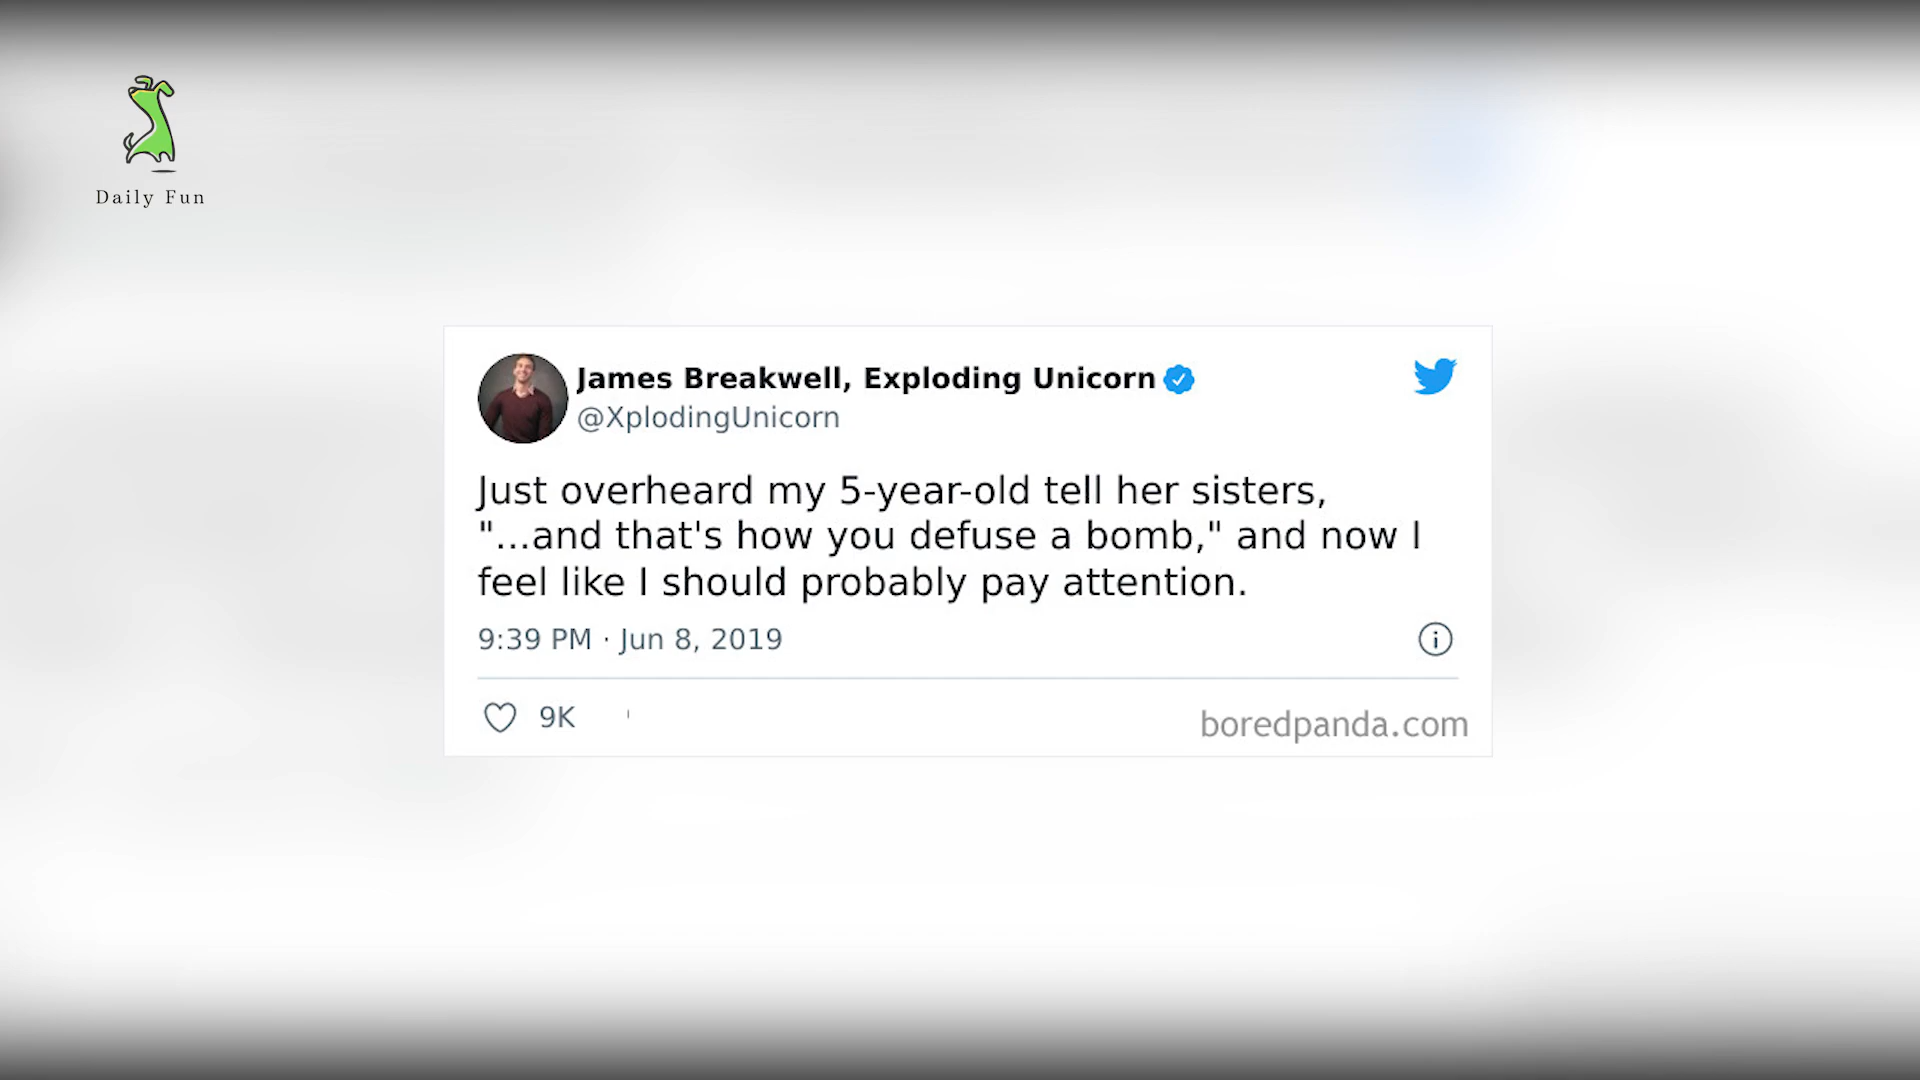 Daily Fun
James Breakwell, Exploding Unicorn
@XplodingUnicorn
Just overheard my 5-year-old tell her sisters,
"...and that's how you defuse a bomb," and now I
feel like I should probably pay attention.
9:39 PM · Jun 8, 2019
9K
boredpanda.com